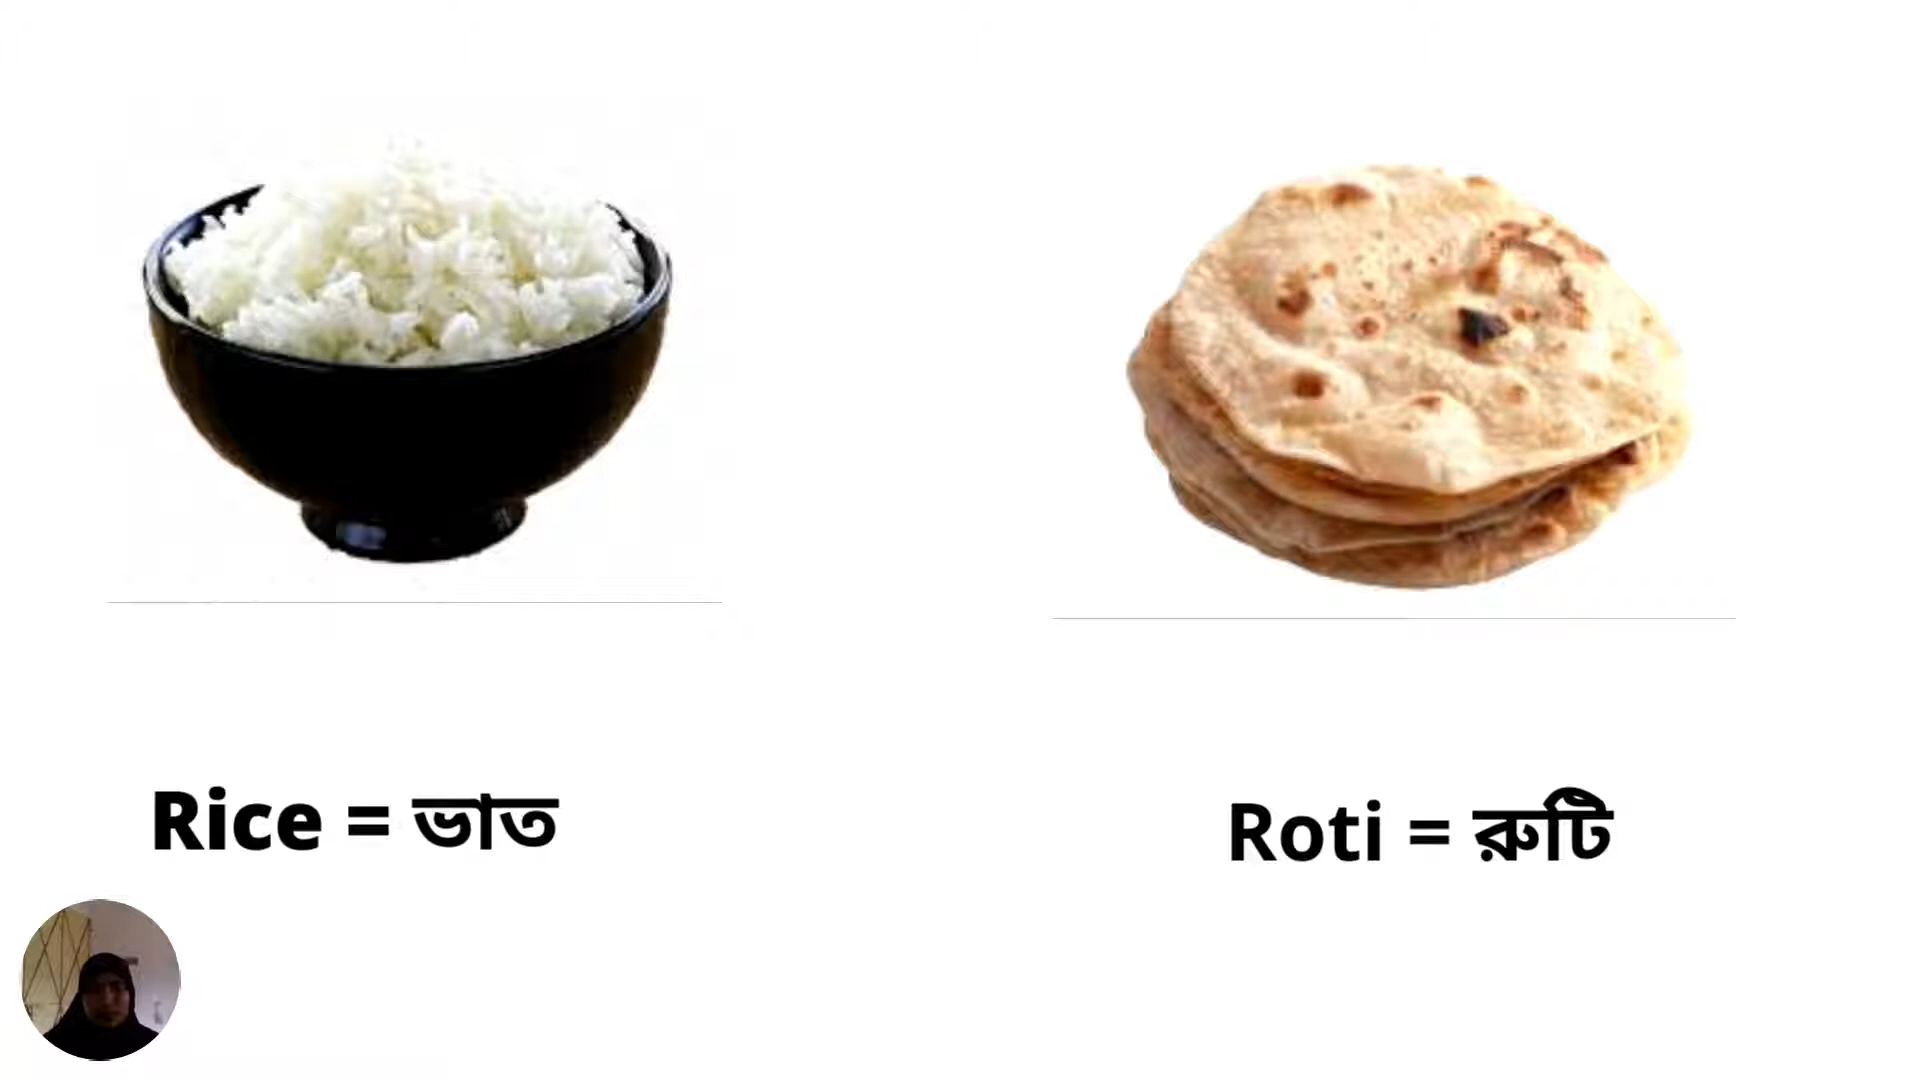 Rice = ভাত
Roti = রুটি